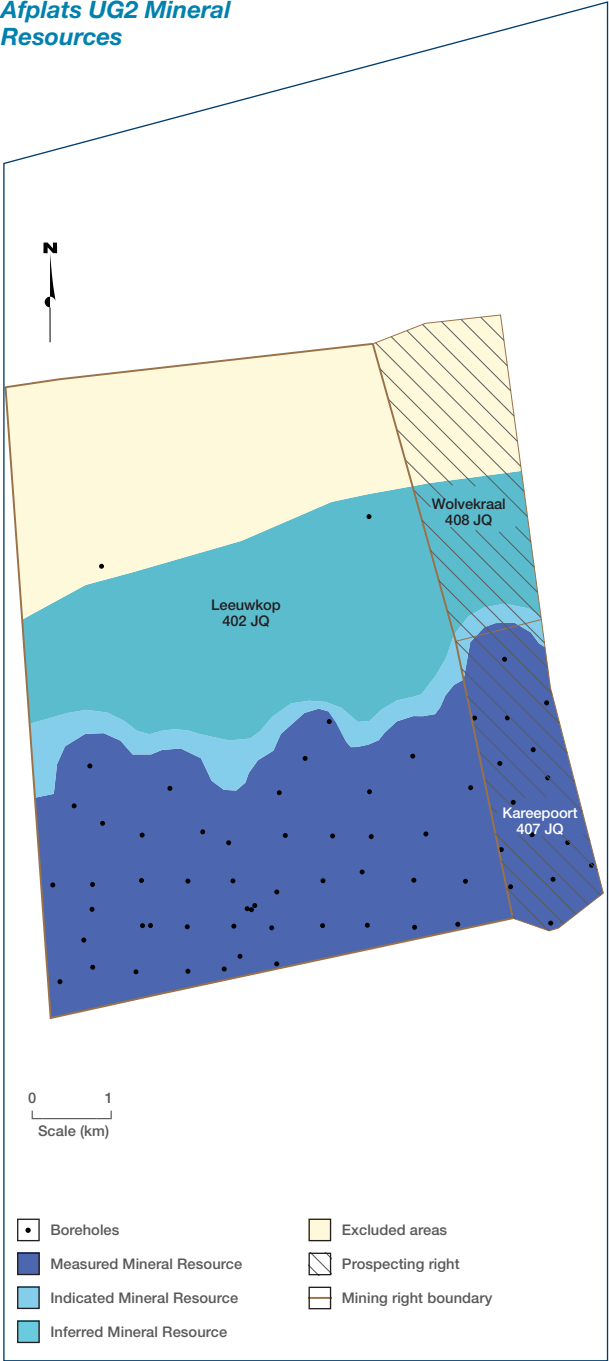 Afplats UG2 Mineral
Resources
N
Wolvekraal
408 JQ
Leeuwkop
402 JQ
Kareepoort
407 JQ
0 1
Scale (km)
Boreholes
Measured Mineral Resource
Indicated Mineral Resource
Inferred Mineral Resource
Excluded areas
Prospecting right
Mining right boundary